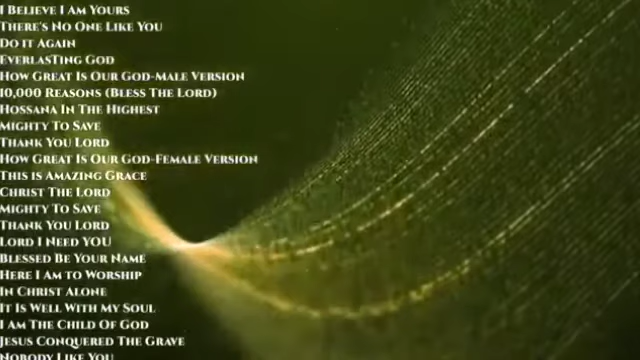 I Believe I Am Yours
There's No One Like You
Do it Again
Everlasting God
How Great Is Our God-Male Version
10,000 Reasons (Bless The Lord)
Hossana In The Highest
Mighty To Save
Thank You Lord
How Great Is Our God-Female Version
This is Amazing Grace
Christ The Lord
Mighty To Save
Thank You Lord
Lord I Need YOU
Blessed Be Your Name
Here I Am to Worship
In Christ Alone
It Is Well With My Soul
I Am The Child Of God
Jesus Conquered The Grave
Nobody Like You